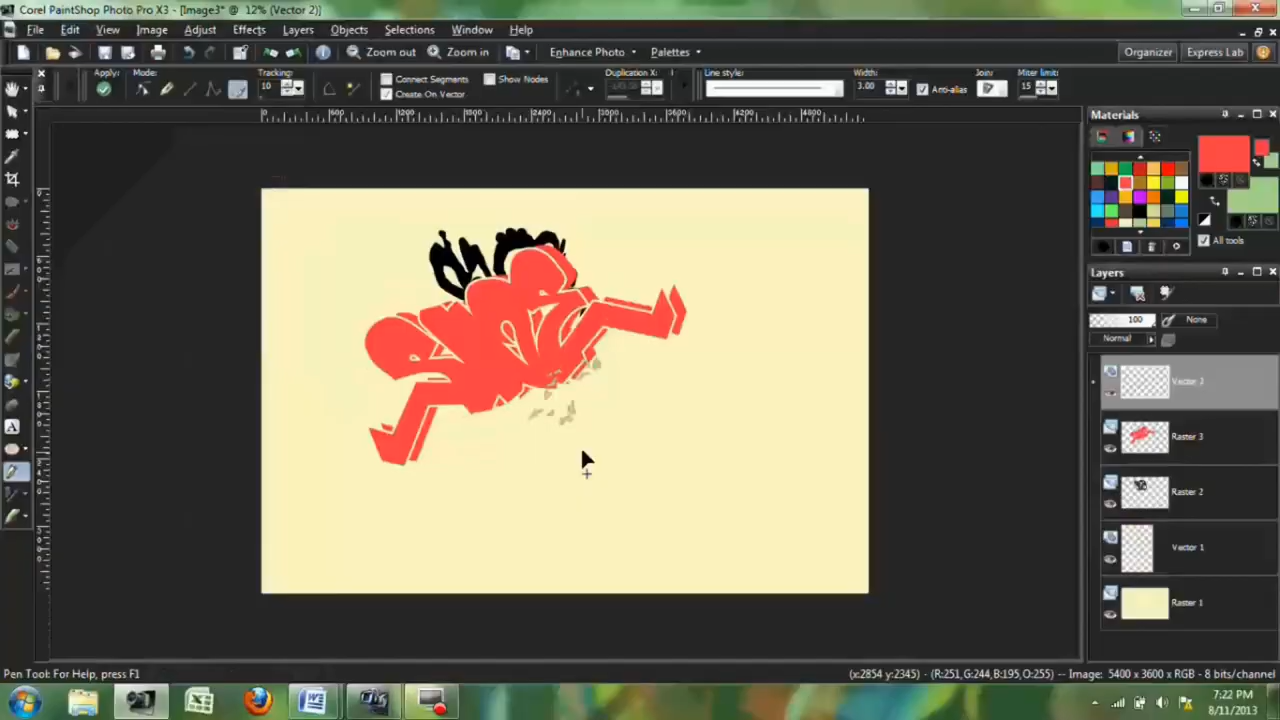 Corel PaintShop Photo Pro X3 - [Image3* @ 12% (Vector 2)]
File Edit View Image Adjust Effects Layers Objects Selections Window Help
Zoom out Zoom in Enhance Photo Palettes Organizer Express Lab
Apply: Mode: Tracking: Connect Segments Show Nodes Duplication X: Line style: Width: Join: Miter limit:
10 Create On Vector 3.00 Anti-alias 15
Materials
All tools
Layers
100 None
Normal
Vector 3
Raster 3
Raster 2
Vector 1
Raster 1
Pen Tool: For Help, press F1 (x:2854 y:2345) -- (R:251,G:244,B:195,O:255) -- Image: 5400 x 3600 x RGB - 8 bits/channel
7:22 PM
8/11/2013